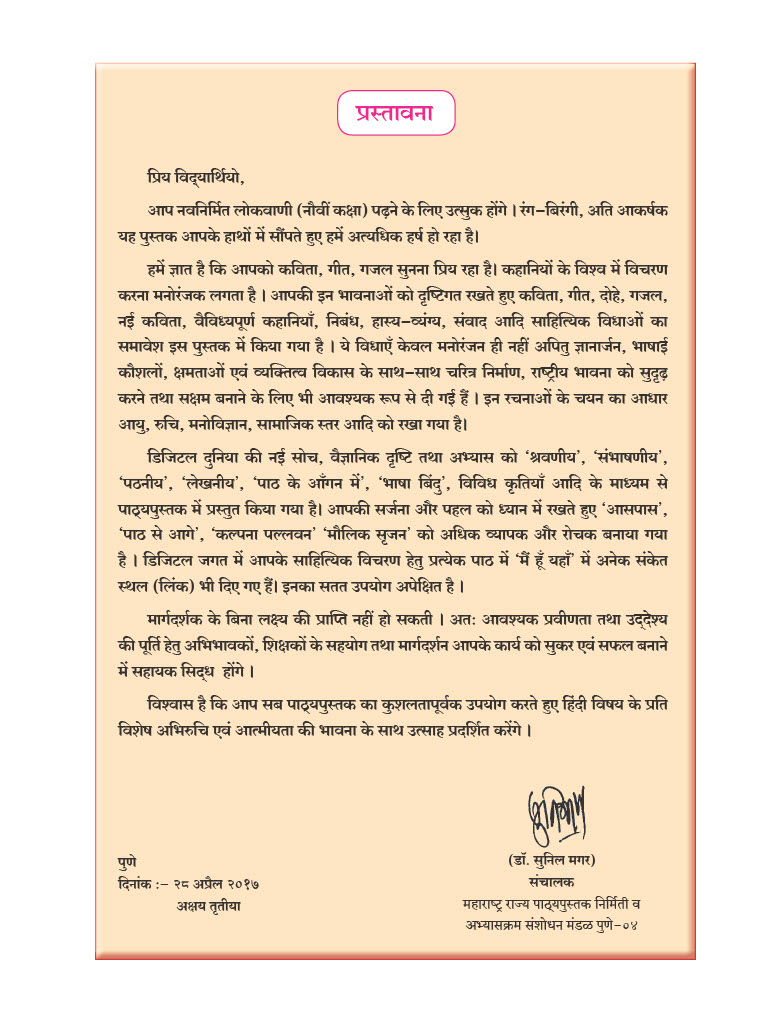 प्रस्तावना
प्रिय विद्‌यार्थियो,
आप नवनिर्मित लोकवाणी (नौवीं कक्षा) पढ़ने के लिए उत्सुक होंगे । रंग-बिरंगी, अति आकर्षक
यह पुस्तक आपके हाथों में सौंपते हुए हमें अत्यधिक हर्ष हो रहा है।
हमें ज्ञात है कि आपको कविता, गीत, गजल सुनना प्रिय रहा है। कहानियों के विश्व में विचरण
करना मनोरंजक लगता है । आपकी इन भावनाओं को दृष्टिगत रखते हुए कविता, गीत, दोहे, गजल,
नई कविता, वैविध्यपूर्ण कहानियाँ, निबंध, हास्य-व्यंग्य, संवाद आदि साहित्यिक विधाओं का
समावेश इस पुस्तक में किया गया है । ये विधाएँ केवल मनोरंजन ही नहीं अपितु ज्ञानार्जन, भाषाई
कौशलों, क्षमताओं एवं व्यक्तित्व विकास के साथ-साथ चरित्र निर्माण, राष्ट्रीय भावना को सुदृढ़
करने तथा सक्षम बनाने के लिए भी आवश्यक रूप से दी गई हैं । इन रचनाओं के चयन का आधार
आयु, रुचि, मनोविज्ञान, सामाजिक स्तर आदि को रखा गया है।
डिजिटल दुनिया की नई सोच, वैज्ञानिक दृष्टि तथा अभ्यास को ‘श्रवणीय’, ‘संभाषणीय’,
‘पठनीय’, ‘लेखनीय’, ‘पाठ के आँगन में’, ‘भाषा बिंदु’, विविध कृतियाँ आदि के माध्यम से
पाठ्‌यपुस्तक में प्रस्तुत किया गया है। आपकी सर्जना और पहल को ध्यान में रखते हुए ‘आसपास’,
‘पाठ से आगे’, ‘कल्पना पल्लवन’ ‘मौलिक सृजन’ को अधिक व्यापक और रोचक बनाया गया
है । डिजिटल जगत में आपके साहित्यिक विचरण हेतु प्रत्येक पाठ में ‘मैं हूँ यहाँ’ में अनेक संकेत
स्थल (लिंक) भी दिए गए हैं। इनका सतत उपयोग अपेक्षित है ।
मार्गदर्शक के बिना लक्ष्य की प्राप्ति नहीं हो सकती । अतः आवश्यक प्रवीणता तथा उद्‌देश्य
की पूर्ति हेतु अभिभावकों, शिक्षकों के सहयोग तथा मार्गदर्शन आपके कार्य को सुकर एवं सफल बनाने
में सहायक सिद्‌ध होंगे ।
विश्वास है कि आप सब पाठ्‌यपुस्तक का कुशलतापूर्वक उपयोग करते हुए हिंदी विषय के प्रति
विशेष अभिरुचि एवं आत्मीयता की भावना के साथ उत्साह प्रदर्शित करेंगे ।
(डॉ. सुनिल मगर)
पुणे
संचालक
दिनांक :- २८ अप्रैल २०१७
महाराष्ट्र राज्य पाठ्‌यपुस्तक निर्मिती व
अक्षय तृतीया
अभ्यासक्रम संशोधन मंडळ पुणे-०४